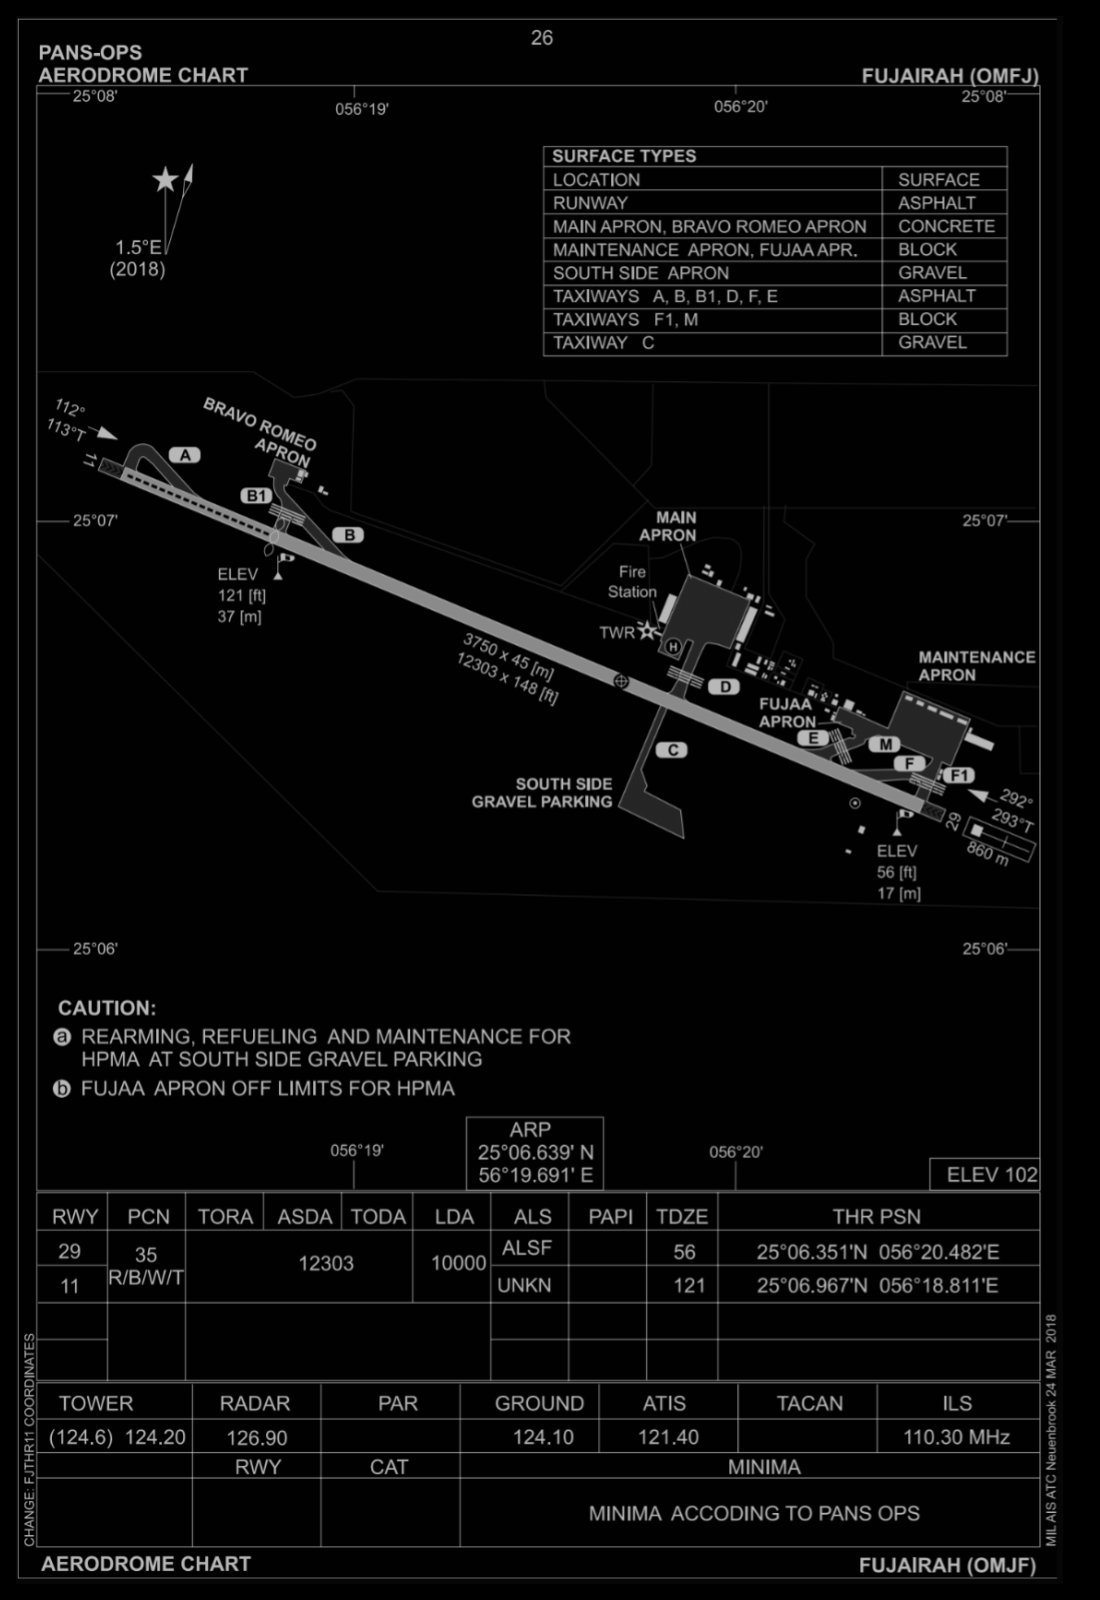 26
PANS-OPS
AERODROME CHART
FUJAIRAH (OMFJ)
25°08'
056°19'
056°20'
25°08'
1.5°E
(2018)
SURFACE TYPES
LOCATION SURFACE
RUNWAY ASPHALT
MAIN APRON, BRAVO ROMEO APRON CONCRETE
MAINTENANCE APRON, FUJAA APR. BLOCK
SOUTH SIDE APRON GRAVEL
TAXIWAYS A, B, B1, D, F, E ASPHALT
TAXIWAYS F1, M BLOCK
TAXIWAY C GRAVEL
112°
113°T
11
A
BRAVO ROMEO
APRON
B1
B
25°07'
25°07'
ELEV
121 [ft]
37 [m]
MAIN
APRON
Fire
Station
TWR
H
3750 x 45 [m]
12303 x 148 [ft]
D
C
MAINTENANCE
APRON
FUJAA
APRON
E
M
F
F1
SOUTH SIDE
GRAVEL PARKING
292°
293°T
29
860 m
ELEV
56 [ft]
17 [m]
25°06'
25°06'
CAUTION:
a REARMING, REFUELING AND MAINTENANCE FOR
HPMA AT SOUTH SIDE GRAVEL PARKING
b FUJAA APRON OFF LIMITS FOR HPMA
056°19'
ARP
25°06.639' N
56°19.691' E
056°20'
ELEV 102
RWY PCN TORA ASDA TODA LDA ALS PAPI TDZE THR PSN
29 35 R/B/W/T 12303 10000 ALSF 56 25°06.351'N 056°20.482'E
11 UNKN 121 25°06.967'N 056°18.811'E
TOWER RADAR PAR GROUND ATIS TACAN ILS
(124.6) 124.20 126.90 124.10 121.40 110.30 MHz
RWY CAT MINIMA
MINIMA ACCODING TO PANS OPS
CHANGE: FJTHR11 COORDINATES
MIL AIS ATC Neuenbrook 24 MAR 2018
AERODROME CHART
FUJAIRAH (OMJF)